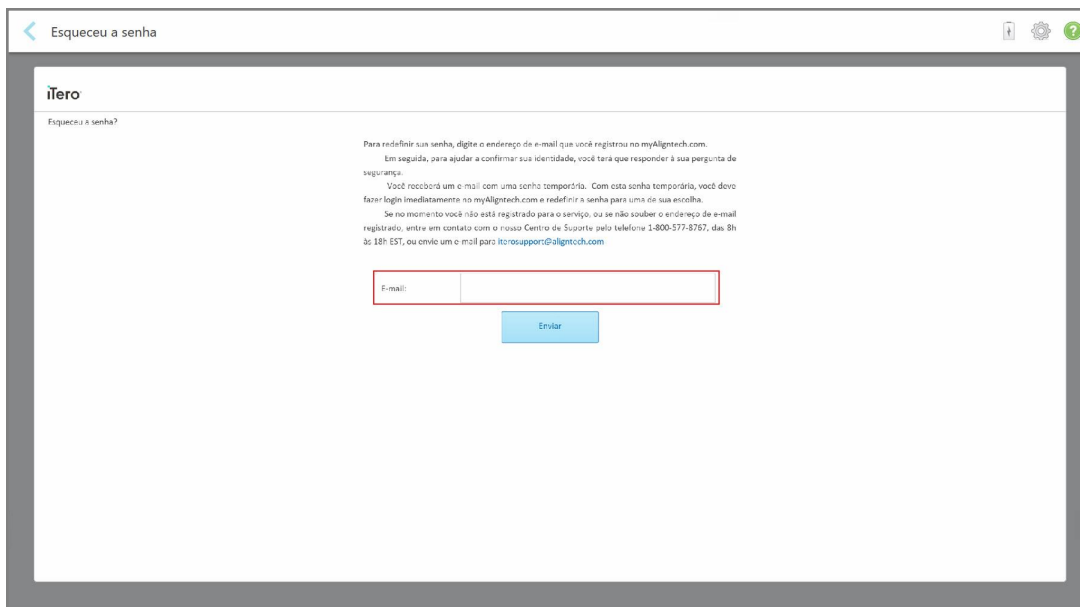 Esqueceu a senha
iTero
Esqueceu a senha?
Para redefinir sua senha, digite o endereço de e-mail que você registrou no myAligntech.com.
Em seguida, para ajudar a confirmar sua identidade, você terá que responder à sua pergunta de
segurança.
Você receberá um e-mail com uma senha temporária. Com esta senha temporária, você deve
fazer login imediatamente no myAligntech.com e redefinir a senha para uma de sua escolha.
Se no momento você não está registrado para o serviço, ou se não souber o endereço de e-mail
registrado, entre em contato com o nosso Centro de Suporte pelo telefone 1-800-577-8767, das 8h
às 18h EST, ou envie um e-mail para iterosupport@aligntech.com
E-mail:
Enviar